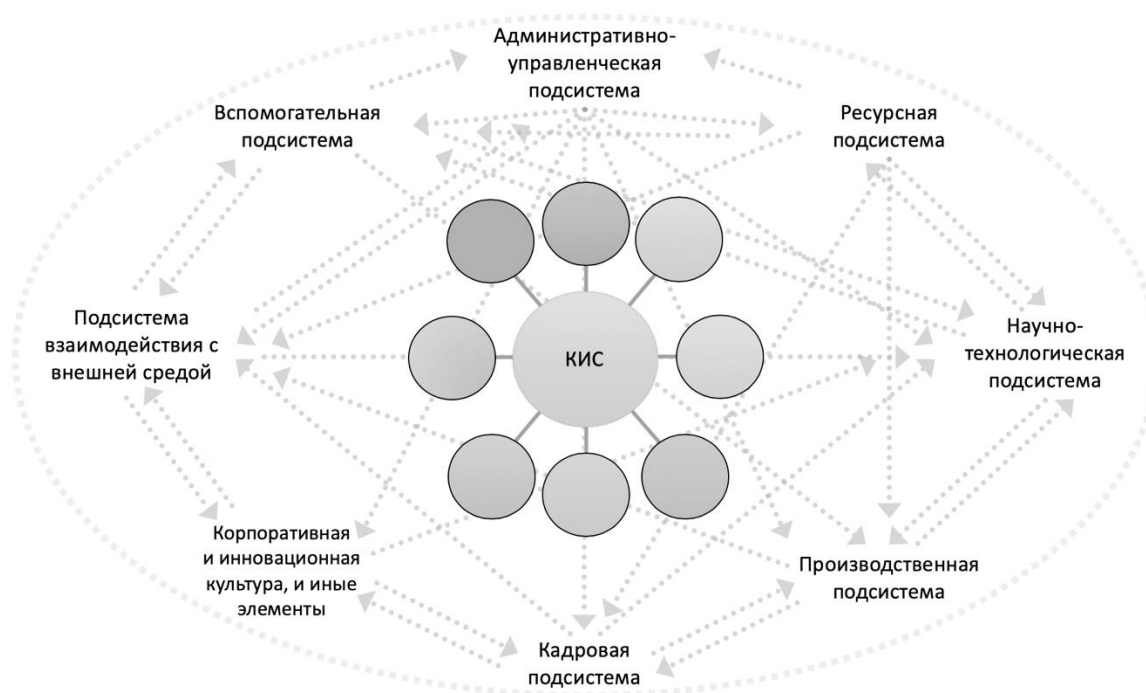 Административно-
управленческая
подсистема
Вспомогательная
подсистема
Ресурсная
подсистема
Подсистема
взаимодействия с
внешней средой
КИС
Научно-
технологическая
подсистема
Корпоративная
и инновационная
культура, и иные
элементы
Производственная
подсистема
Кадровая
подсистема